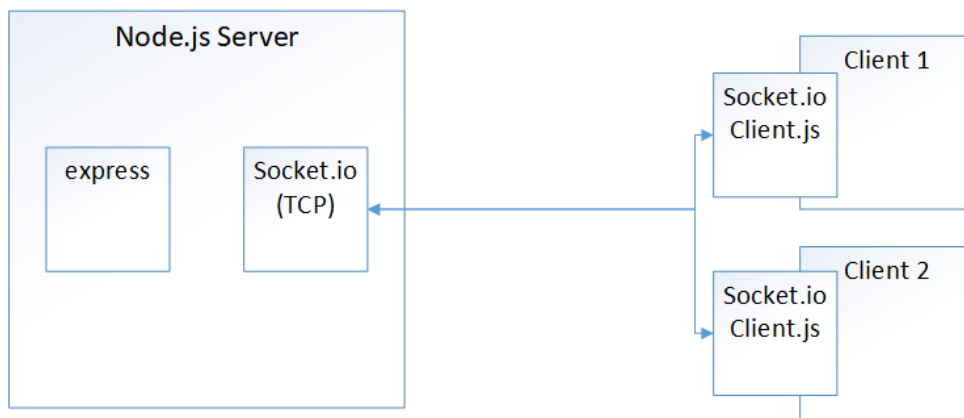 Node.js Server
express
Socket.io
(TCP)
Client 1
Socket.io
Client.js
Client 2
Socket.io
Client.js